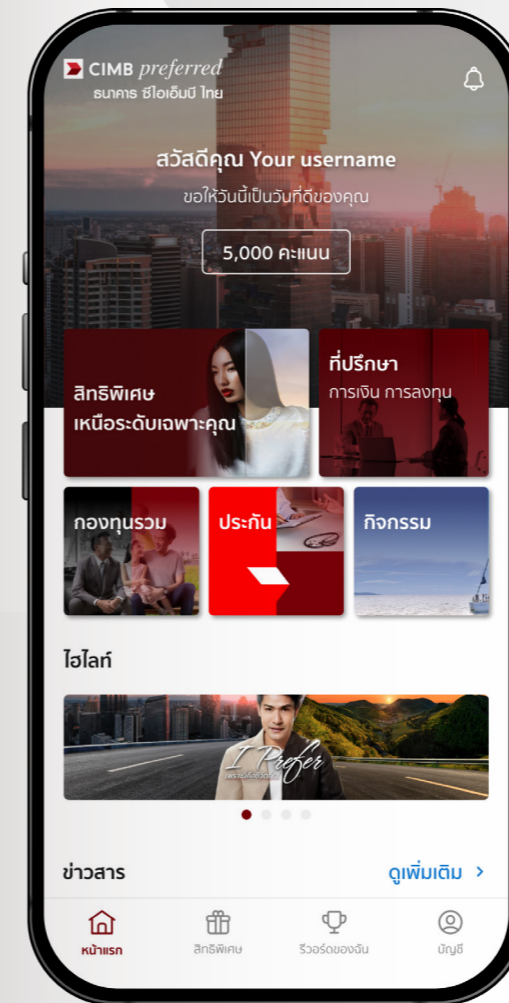 CIMB preferred
ธนาคาร ซีไอเอ็มบี ไทย
สวัสดีคุณ Your username
ขอให้วันนี้เป็นวันที่ดีของคุณ
5,000 คะแนน
สิทธิพิเศษ
เหนือระดับเฉพาะคุณ
ที่ปรึกษา
การเงิน การลงทุน
กองทุนรวม
ประกัน
กิจกรรม
ไฮไลท์
I Prefer
ข่าวสาร
ดูเพิ่มเติม
หน้าแรก
สิทธิพิเศษ
รีวอร์ดของฉัน
บัญชี